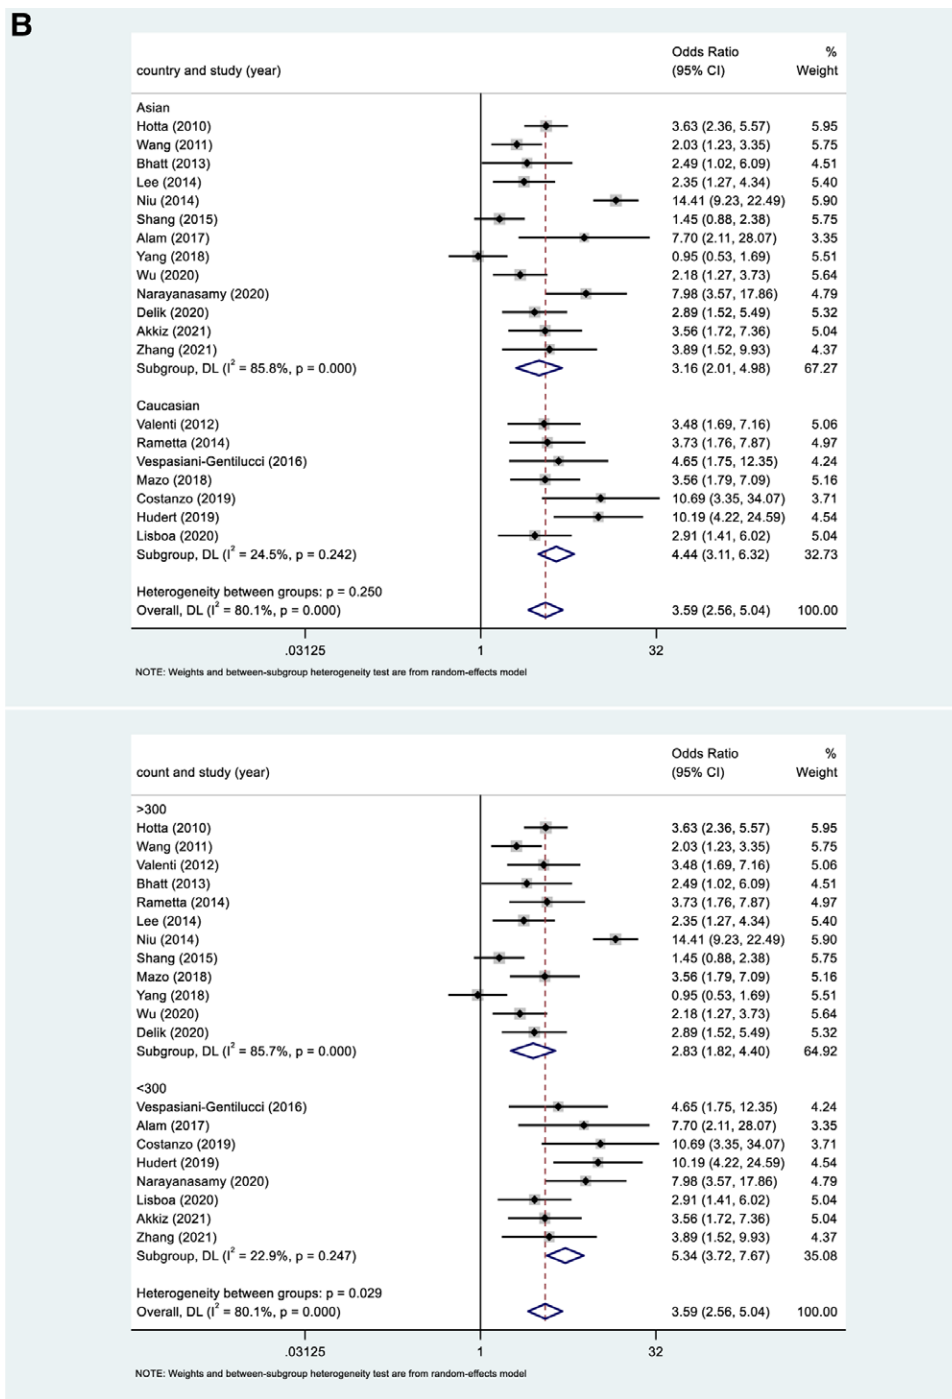 B
Odds Ratio %
country and study (year) (95% CI) Weight
Asian
Hotta (2010) 3.63 (2.36, 5.57) 5.95
Wang (2011) 2.03 (1.23, 3.35) 5.75
Bhatt (2013) 2.49 (1.02, 6.09) 4.51
Lee (2014) 2.35 (1.27, 4.34) 5.40
Niu (2014) 14.41 (9.23, 22.49) 5.90
Shang (2015) 1.45 (0.88, 2.38) 5.75
Alam (2017) 7.70 (2.11, 28.07) 3.35
Yang (2018) 0.95 (0.53, 1.69) 5.51
Wu (2020) 2.18 (1.27, 3.73) 5.64
Narayanasamy (2020) 7.98 (3.57, 17.86) 4.79
Delik (2020) 2.89 (1.52, 5.49) 5.32
Akkiz (2021) 3.56 (1.72, 7.36) 5.04
Zhang (2021) 3.89 (1.52, 9.93) 4.37
Subgroup, DL (I² = 85.8%, p = 0.000) 3.16 (2.01, 4.98) 67.27
Caucasian
Valenti (2012) 3.48 (1.69, 7.16) 5.06
Rametta (2014) 3.73 (1.76, 7.87) 4.97
Vespasiani-Gentilucci (2016) 4.65 (1.75, 12.35) 4.24
Mazo (2018) 3.56 (1.79, 7.09) 5.16
Costanzo (2019) 10.69 (3.35, 34.07) 3.71
Hudert (2019) 10.19 (4.22, 24.59) 4.54
Lisboa (2020) 2.91 (1.41, 6.02) 5.04
Subgroup, DL (I² = 24.5%, p = 0.242) 4.44 (3.11, 6.32) 32.73
Heterogeneity between groups: p = 0.250
Overall, DL (I² = 80.1%, p = 0.000) 3.59 (2.56, 5.04) 100.00
.03125 1 32
NOTE: Weights and between-subgroup heterogeneity test are from random-effects model
Odds Ratio %
count and study (year) (95% CI) Weight
>300
Hotta (2010) 3.63 (2.36, 5.57) 5.95
Wang (2011) 2.03 (1.23, 3.35) 5.75
Valenti (2012) 3.48 (1.69, 7.16) 5.06
Bhatt (2013) 2.49 (1.02, 6.09) 4.51
Rametta (2014) 3.73 (1.76, 7.87) 4.97
Lee (2014) 2.35 (1.27, 4.34) 5.40
Niu (2014) 14.41 (9.23, 22.49) 5.90
Shang (2015) 1.45 (0.88, 2.38) 5.75
Mazo (2018) 3.56 (1.79, 7.09) 5.16
Yang (2018) 0.95 (0.53, 1.69) 5.51
Wu (2020) 2.18 (1.27, 3.73) 5.64
Delik (2020) 2.89 (1.52, 5.49) 5.32
Subgroup, DL (I² = 85.7%, p = 0.000) 2.83 (1.82, 4.40) 64.92
<300
Vespasiani-Gentilucci (2016) 4.65 (1.75, 12.35) 4.24
Alam (2017) 7.70 (2.11, 28.07) 3.35
Costanzo (2019) 10.69 (3.35, 34.07) 3.71
Hudert (2019) 10.19 (4.22, 24.59) 4.54
Narayanasamy (2020) 7.98 (3.57, 17.86) 4.79
Lisboa (2020) 2.91 (1.41, 6.02) 5.04
Akkiz (2021) 3.56 (1.72, 7.36) 5.04
Zhang (2021) 3.89 (1.52, 9.93) 4.37
Subgroup, DL (I² = 22.9%, p = 0.247) 5.34 (3.72, 7.67) 35.08
Heterogeneity between groups: p = 0.029
Overall, DL (I² = 80.1%, p = 0.000) 3.59 (2.56, 5.04) 100.00
.03125 1 32
NOTE: Weights and between-subgroup heterogeneity test are from random-effects model